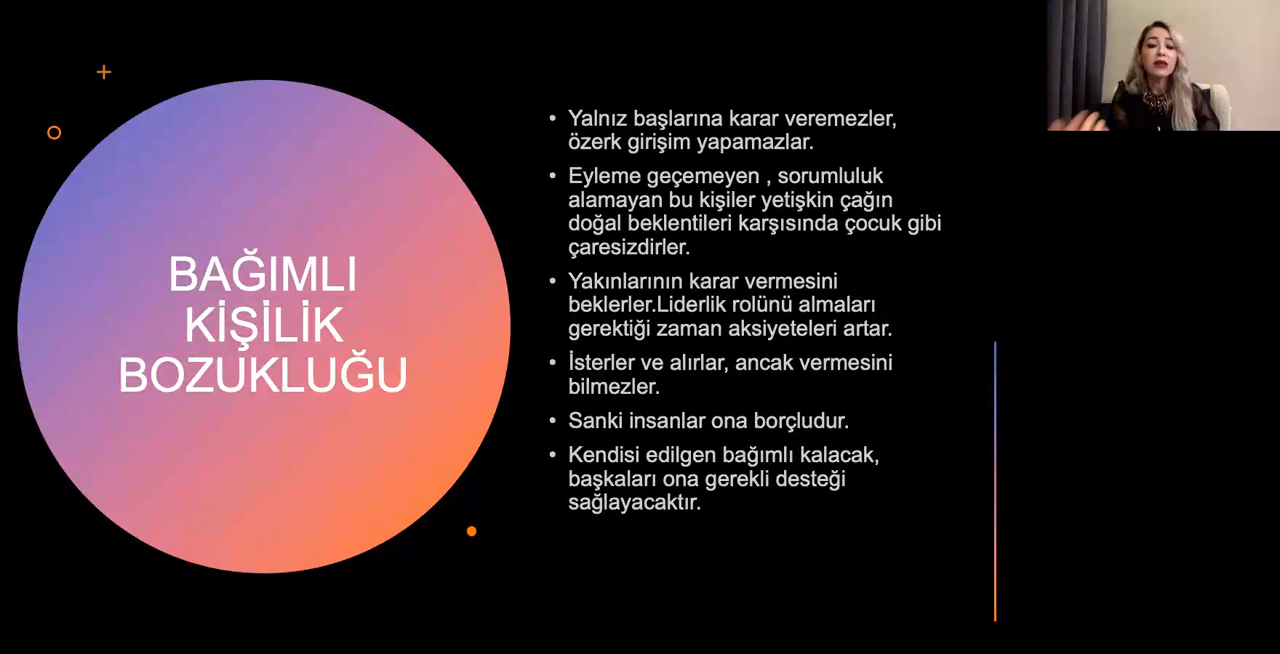 BAĞIMLI
KİŞİLİK
BOZUKLUĞU
• Yalnız başlarına karar veremezler,
özerk girişim yapamazlar.
• Eyleme geçemeyen , sorumluluk
alamayan bu kişiler yetişkin çağın
doğal beklentileri karşısında çocuk gibi
çaresizdirler.
• Yakınlarının karar vermesini
beklerler.Liderlik rolünü almaları
gerektiği zaman aksiyeteleri artar.
• İsterler ve alırlar, ancak vermesini
bilmezler.
• Sanki insanlar ona borçludur.
• Kendisi edilgen bağımlı kalacak,
başkaları ona gerekli desteği
sağlayacaktır.